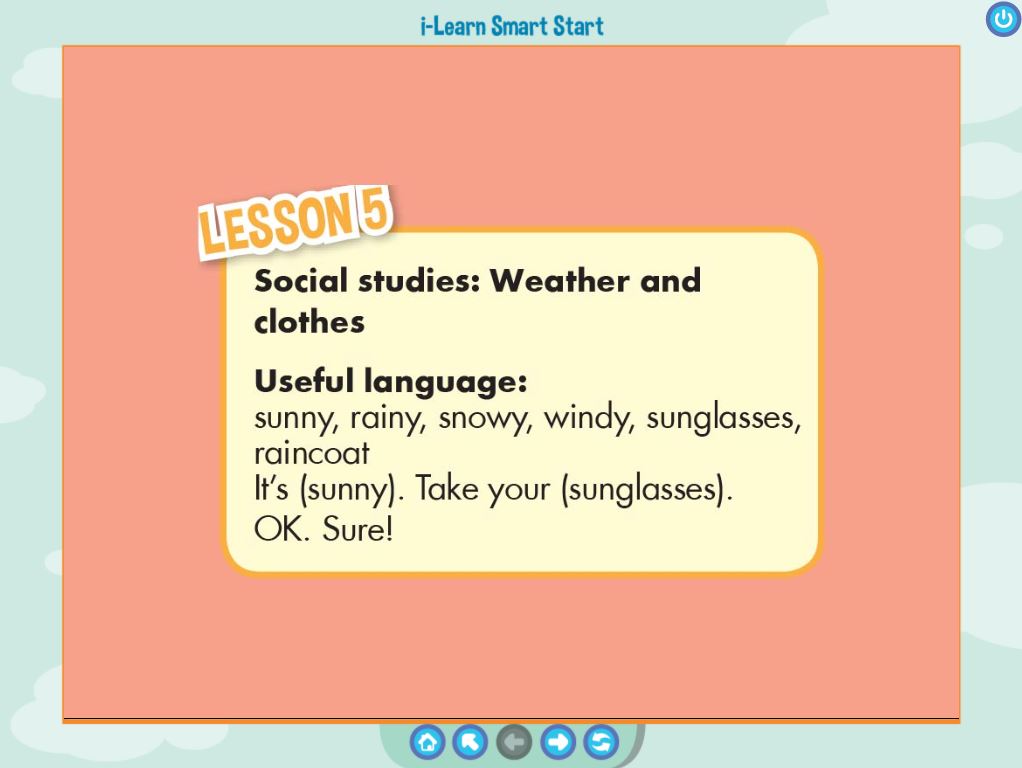 i-Learn Smart Start
LESSON 5
Social studies: Weather and
clothes
Useful language:
sunny, rainy, snowy, windy, sunglasses,
raincoat
It's (sunny). Take your (sunglasses).
OK. Sure!